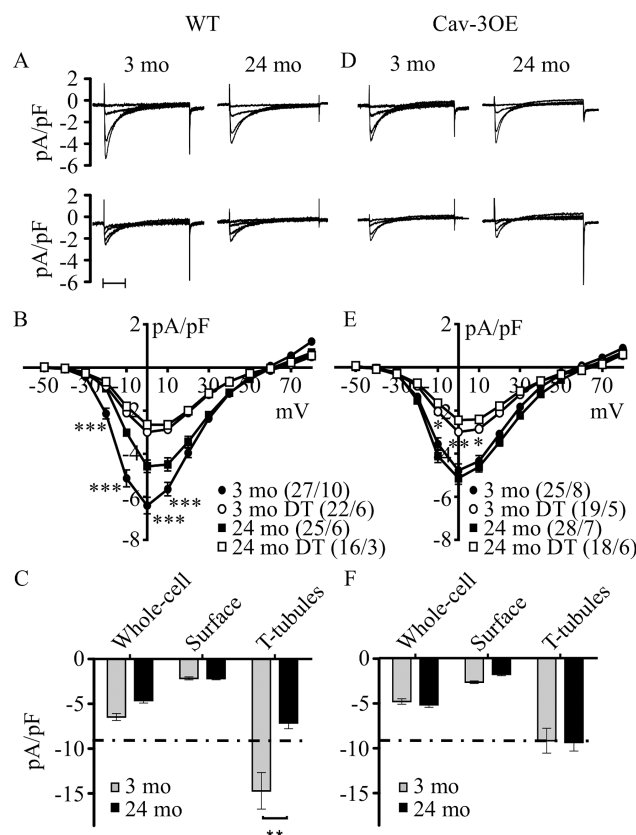 WT Cav-3OE
A 3 mo 24 mo D 3 mo 24 mo
2
0
-2
-4
-6
pA/pF
2
0
-2
-4
-6
pA/pF
B 2 pA/pF
-50 -30 -10 10 30 50 70
mV
-4
-6
-8
***
***
***
***
3 mo (27/10)
3 mo DT (22/6)
24 mo (25/6)
24 mo DT (16/3)
E 2 pA/pF
-50 -30 -10 10 30 50 70
mV
-4
-6
-8
* ** *
3 mo (25/8)
3 mo DT (19/5)
24 mo (28/7)
24 mo DT (18/6)
C Whole-cell Surface T-tubules
0
-5
-10
-15
pA/pF
3 mo
24 mo
**
F Whole-cell Surface T-tubules
0
-5
-10
-15
3 mo
24 mo